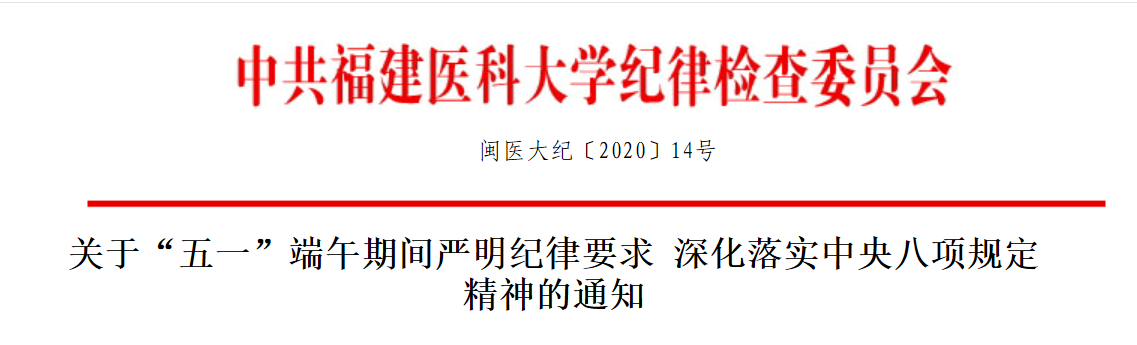 中共福建医科大学纪律检查委员会
闽医大纪〔2020〕14号
关于“五一”端午期间严明纪律要求 深化落实中央八项规定
精神的通知